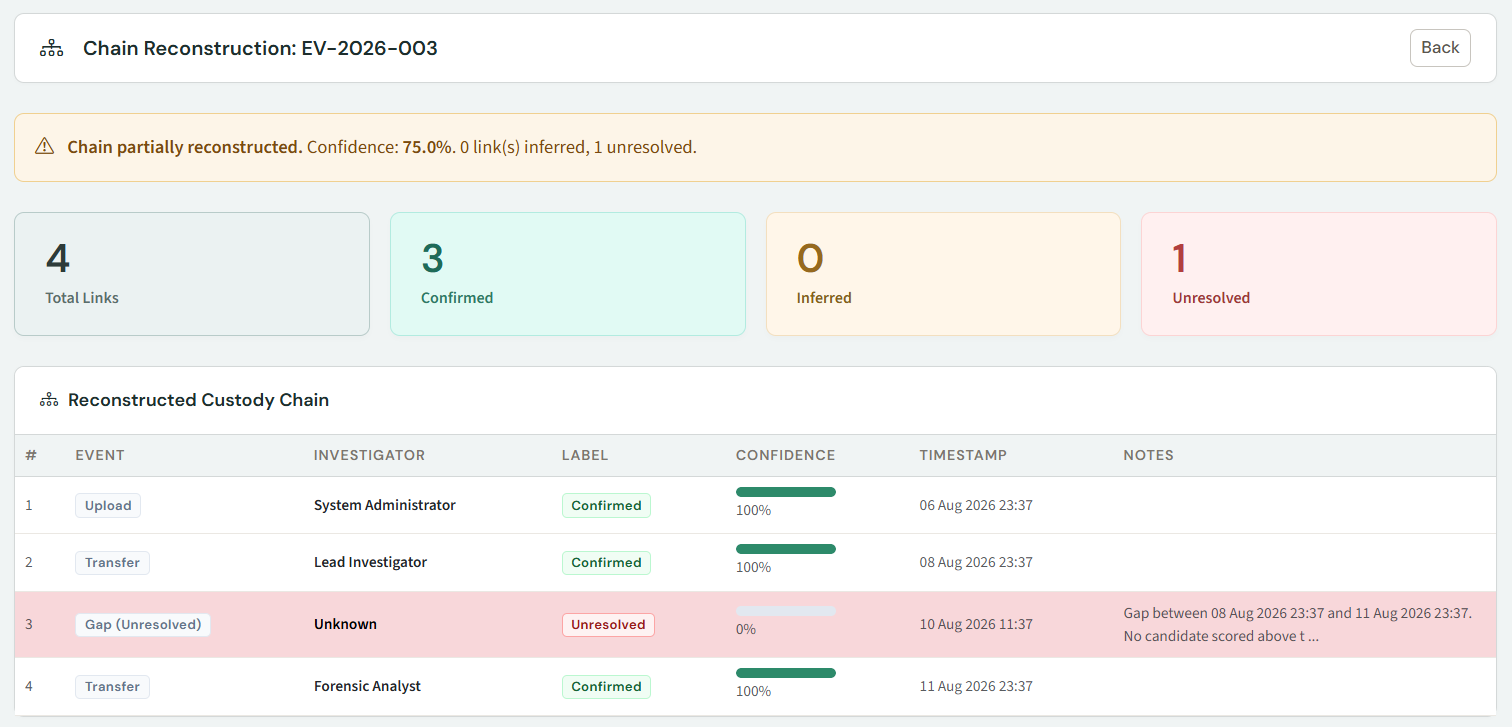 Chain Reconstruction: EV-2026-003
Back
Chain partially reconstructed. Confidence: 75.0%. 0 link(s) inferred, 1 unresolved.
4
Total Links
3
Confirmed
0
Inferred
1
Unresolved
Reconstructed Custody Chain
# EVENT INVESTIGATOR LABEL CONFIDENCE TIMESTAMP NOTES
1 Upload System Administrator Confirmed 100% 06 Aug 2026 23:37
2 Transfer Lead Investigator Confirmed 100% 08 Aug 2026 23:37
3 Gap (Unresolved) Unknown Unresolved 0% 10 Aug 2026 11:37 Gap between 08 Aug 2026 23:37 and 11 Aug 2026 23:37.
No candidate scored above t ...
4 Transfer Forensic Analyst Confirmed 100% 11 Aug 2026 23:37